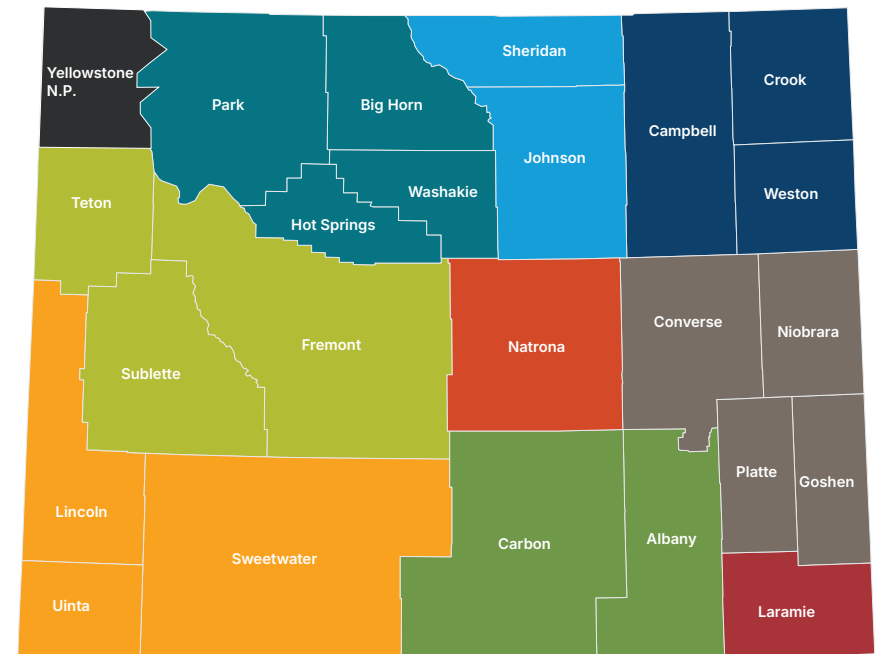 Sheridan
Yellowstone
N.P.
Park
Big Horn
Crook
Campbell
Johnson
Teton
Washakie
Weston
Hot Springs
Converse
Niobrara
Fremont
Natrona
Sublette
Platte
Goshen
Lincoln
Carbon
Albany
Sweetwater
Uinta
Laramie